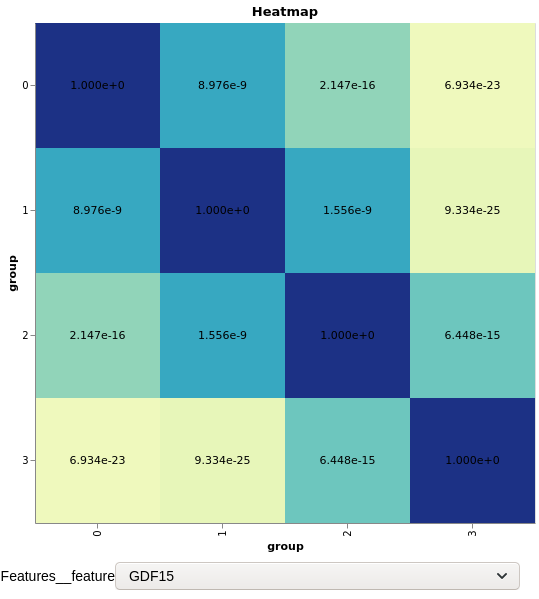 Heatmap
0
1.000e+0 8.976e-9 2.147e-16 6.934e-23
1
8.976e-9 1.000e+0 1.556e-9 9.334e-25
group
2
2.147e-16 1.556e-9 1.000e+0 6.448e-15
3
6.934e-23 9.334e-25 6.448e-15 1.000e+0
0 1 2 3
group
Features__feature GDF15